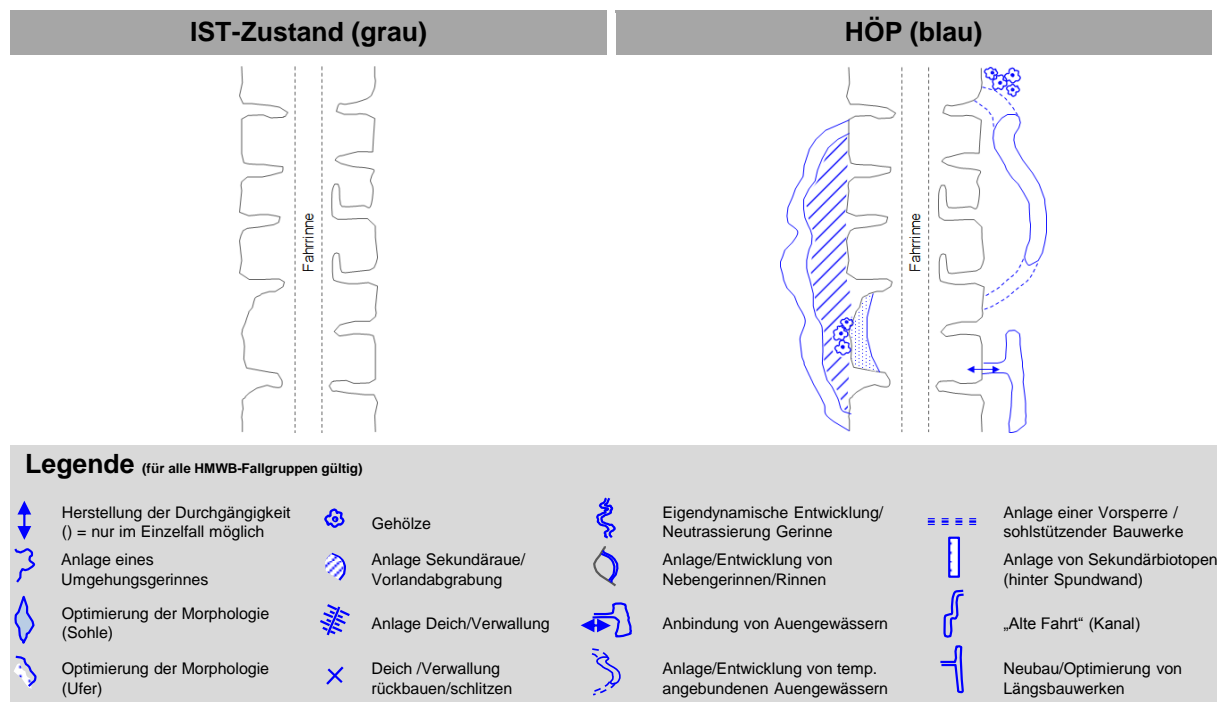 IST-Zustand (grau)
HÖP (blau)
Fahrrinne
Fahrrinne
Legende (für alle HMWB-Fallgruppen gültig)
Herstellung der Durchgängigkeit
() = nur im Einzelfall möglich
Anlage eines
Umgehungsgerinnes
Optimierung der Morphologie
(Sohle)
Optimierung der Morphologie
(Ufer)
Gehölze
Anlage Sekundäraue/
Vorlandabgrabung
Anlage Deich/Verwallung
Deich /Verwallung
rückbauen/schlitzen
Eigendynamische Entwicklung/
Neutrassierung Gerinne
Anlage/Entwicklung von
Nebengerinnen/Rinnen
Anbindung von Auengewässern
Anlage/Entwicklung von temp.
angebundenen Auengewässern
Anlage einer Vorsperre /
sohlstützender Bauwerke
Anlage von Sekundärbiotopen
(hinter Spundwand)
„Alte Fahrt“ (Kanal)
Neubau/Optimierung von
Längsbauwerken